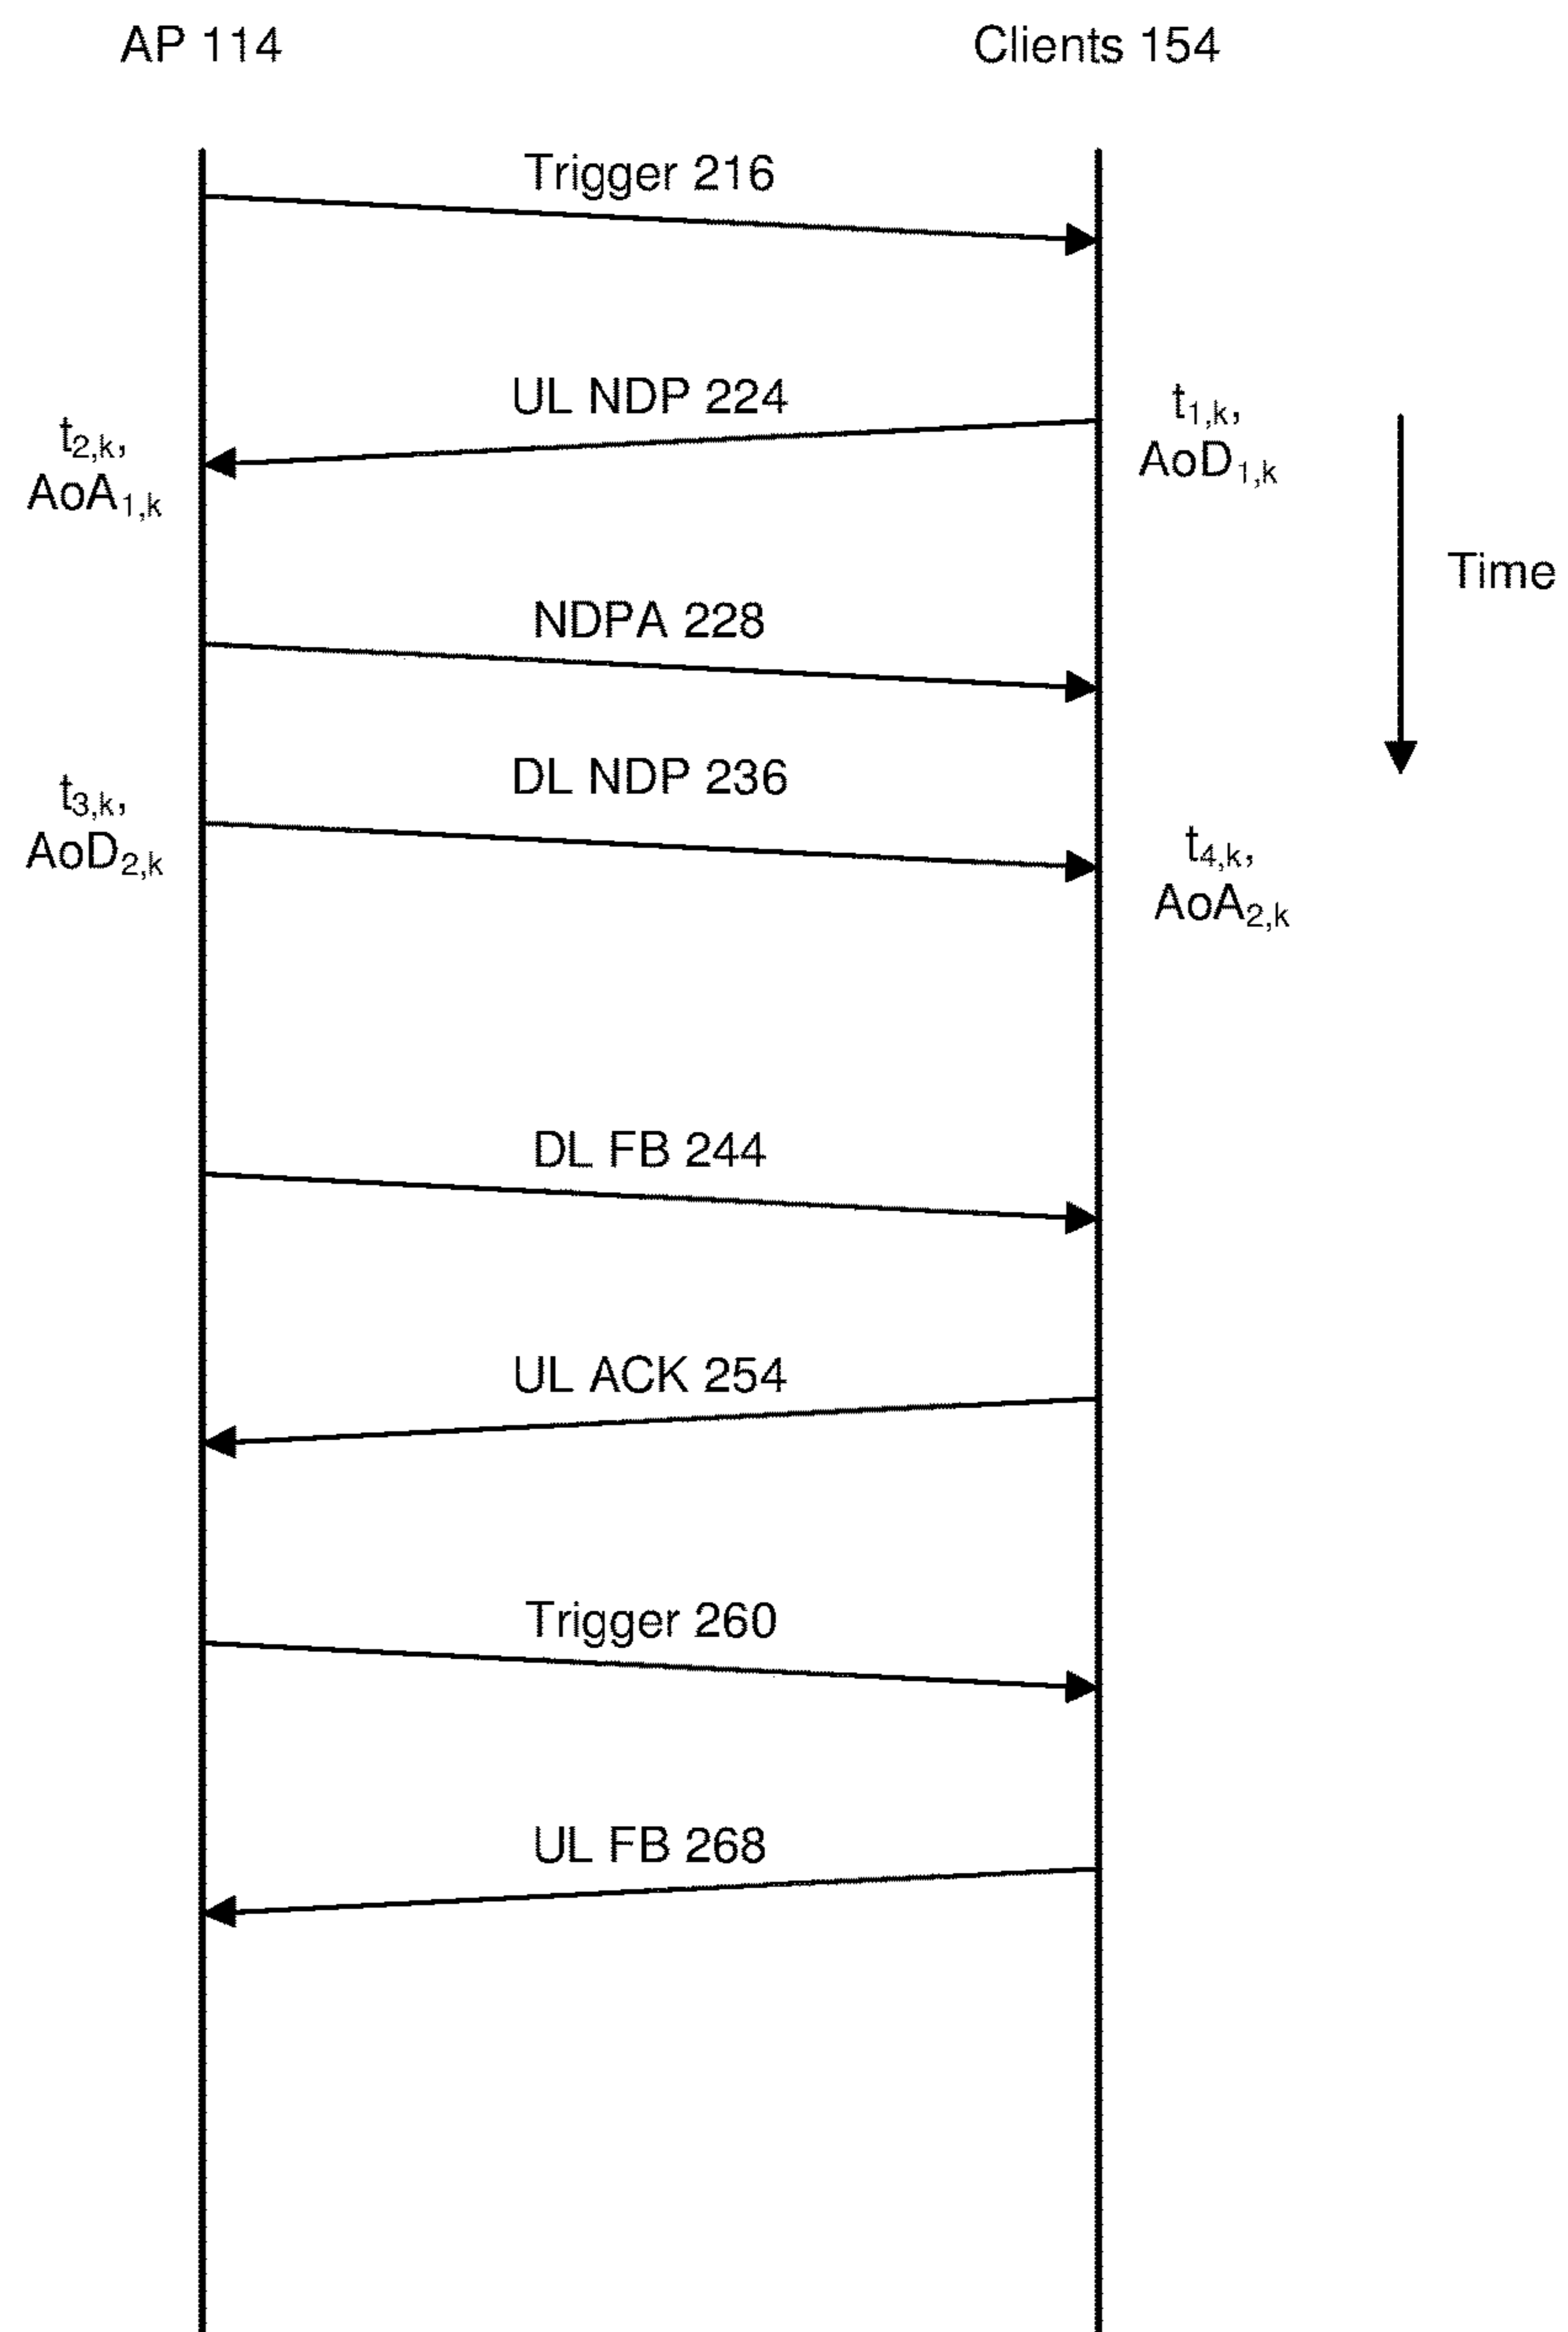 AP 114
Clients 154
Trigger 216
UL NDP 224
t1,k,
AoD1,k
t2,k,
AoA1,k
Time
NDPA 228
DL NDP 236
t3,k,
AoD2,k
t4,k,
AoA2,k
DL FB 244
UL ACK 254
Trigger 260
UL FB 268